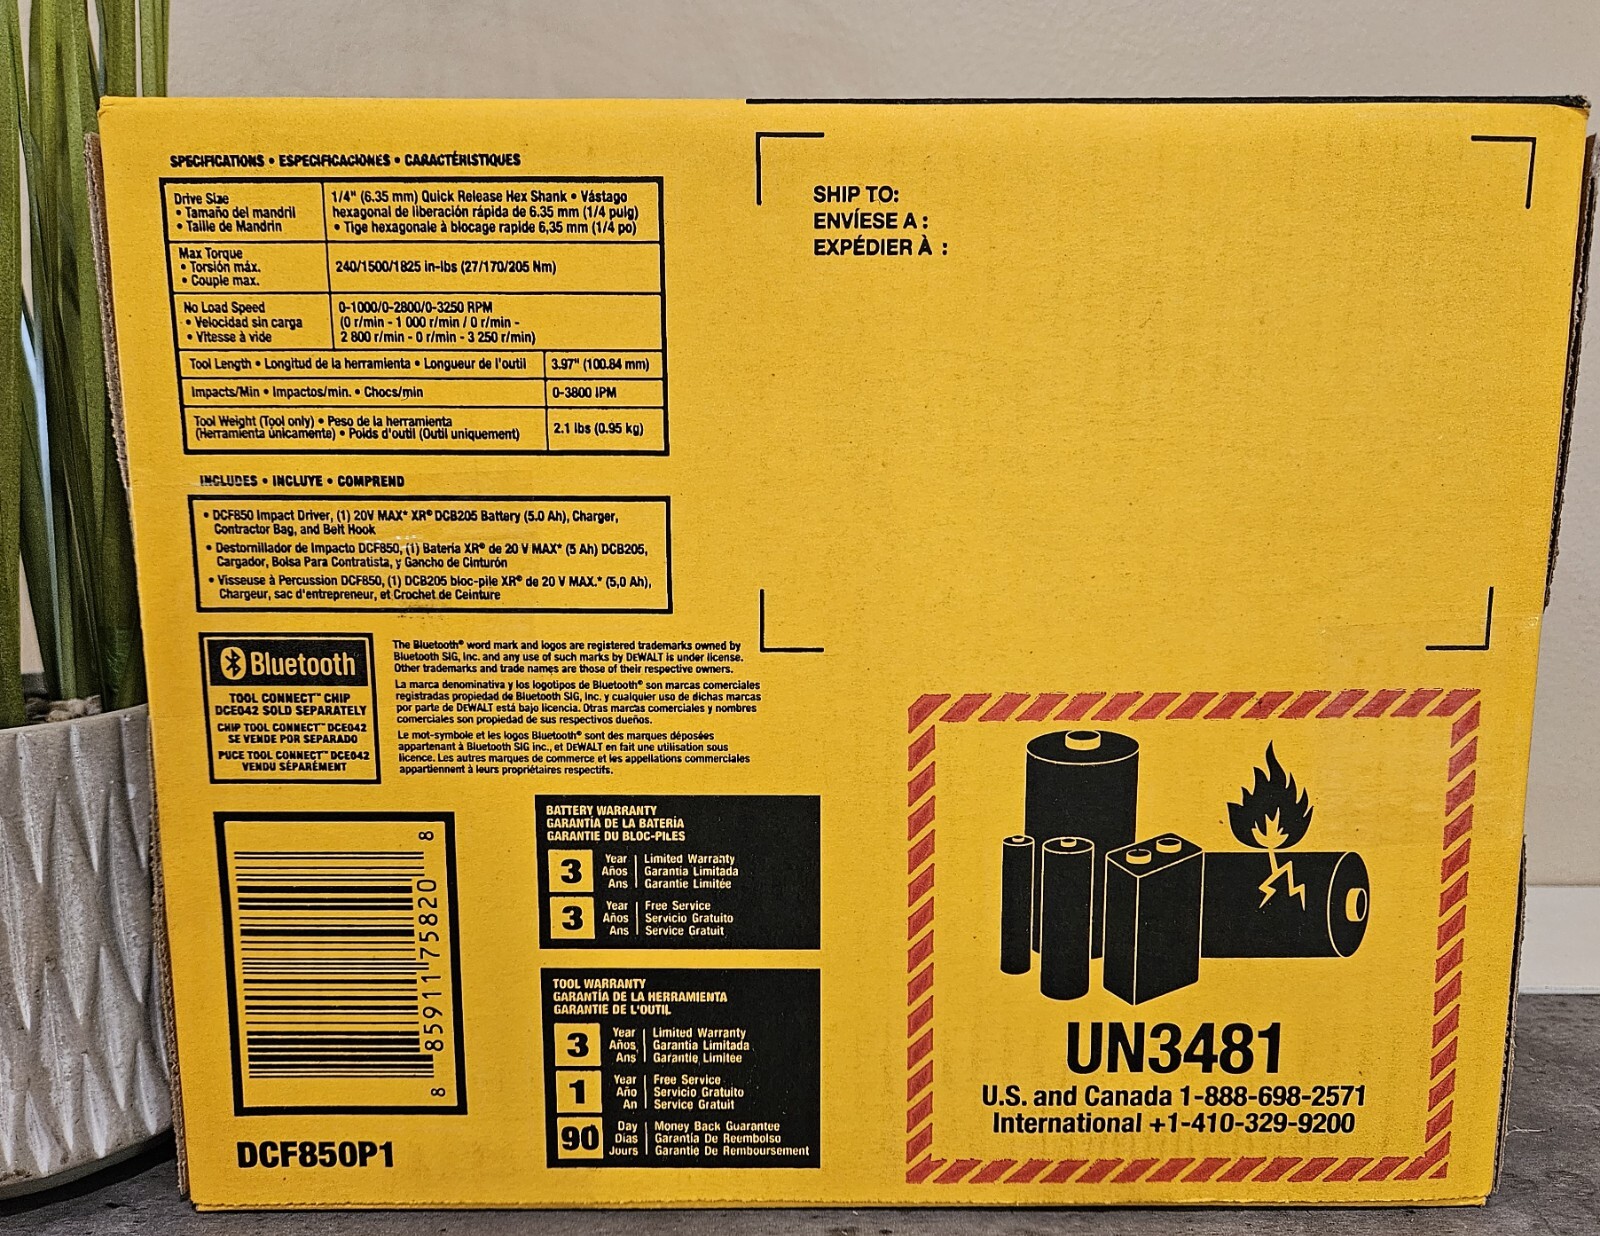 SPECIFICATIONS • ESPECIFICACIONES • CARACTÉRISTIQUES
Drive Size
• Tamaño del mandril
• Taille de Mandrin
1/4" (6.35 mm) Quick Release Hex Shank • Vástago
hexagonal de liberación rápida de 6.35 mm (1/4 pulg)
• Tige hexagonale à blocage rapide 6,35 mm (1/4 po)
Max Torque
• Torsión máx.
• Couple max.
240/1500/1825 in-lbs (27/170/205 Nm)
No Load Speed
• Velocidad sin carga
• Vitesse à vide
0-1000/0-2800/0-3250 RPM
(0 r/min - 1 000 r/min / 0 r/min -
2 800 r/min - 0 r/min - 3 250 r/min)
Tool Length • Longitud de la herramienta • Longueur de l'outil
3.97" (100.84 mm)
Impacts/Min • Impactos/min. • Chocs/min
0-3800 IPM
Tool Weight (Tool only) • Peso de la herramienta
(Herramienta únicamente) • Poids d'outil (Outil uniquement)
2.1 lbs (0.95 kg)
INCLUDES • INCLUYE • COMPREND
• DCF850 Impact Driver, (1) 20V MAX* XR® DCB205 Battery (5.0 Ah), Charger,
Contractor Bag, and Belt Hook
• Destornillador de Impacto DCF850, (1) Batería XR® de 20 V MAX* (5 Ah) DCB205,
Cargador, Bolsa Para Contratista, y Gancho de Cinturón
• Visseuse à Percussion DCF850, (1) DCB205 bloc-pile XR® de 20 V MAX.* (5,0 Ah),
Chargeur, sac d'entrepreneur, et Crochet de Ceinture
Bluetooth
TOOL CONNECT™ CHIP
DCE042 SOLD SEPARATELY
CHIP TOOL CONNECT™ DCE042
SE VENDE POR SEPARADO
PUCE TOOL CONNECT™ DCE042
VENDU SÉPARÉMENT
The Bluetooth® word mark and logos are registered trademarks owned by
Bluetooth SIG, Inc. and any use of such marks by DEWALT is under license.
Other trademarks and trade names are those of their respective owners.
La marca denominativa y los logotipos de Bluetooth® son marcas comerciales
registradas propiedad de Bluetooth SIG, Inc. y cualquier uso de dichas marcas
por parte de DEWALT está bajo licencia. Otras marcas comerciales y nombres
comerciales son propiedad de sus respectivos dueños.
Le mot-symbole et les logos Bluetooth® sont des marques déposées
appartenant à Bluetooth SIG inc., et DEWALT en fait une utilisation sous
licence. Les autres marques de commerce et les appellations commerciales
appartiennent à leurs propriétaires respectifs.
8 85911 75820 8
DCF850P1
BATTERY WARRANTY
GARANTÍA DE LA BATERÍA
GARANTIE DU BLOC-PILES
3
Year
Años
Ans
Limited Warranty
Garantía Limitada
Garantie Limitée
3
Year
Años
Ans
Free Service
Servicio Gratuito
Service Gratuit
TOOL WARRANTY
GARANTÍA DE LA HERRAMIENTA
GARANTIE DE L'OUTIL
3
Year
Años
Ans
Limited Warranty
Garantía Limitada
Garantie Limitee
1
Year
Año
An
Free Service
Servicio Gratuito
Service Gratuit
90
Day
Dias
Jours
Money Back Guarantee
Garantía De Reembolso
Garantie De Remboursement
SHIP TO:
ENVÍESE A :
EXPÉDIER À :
UN3481
U.S. and Canada 1-888-698-2571
International +1-410-329-9200